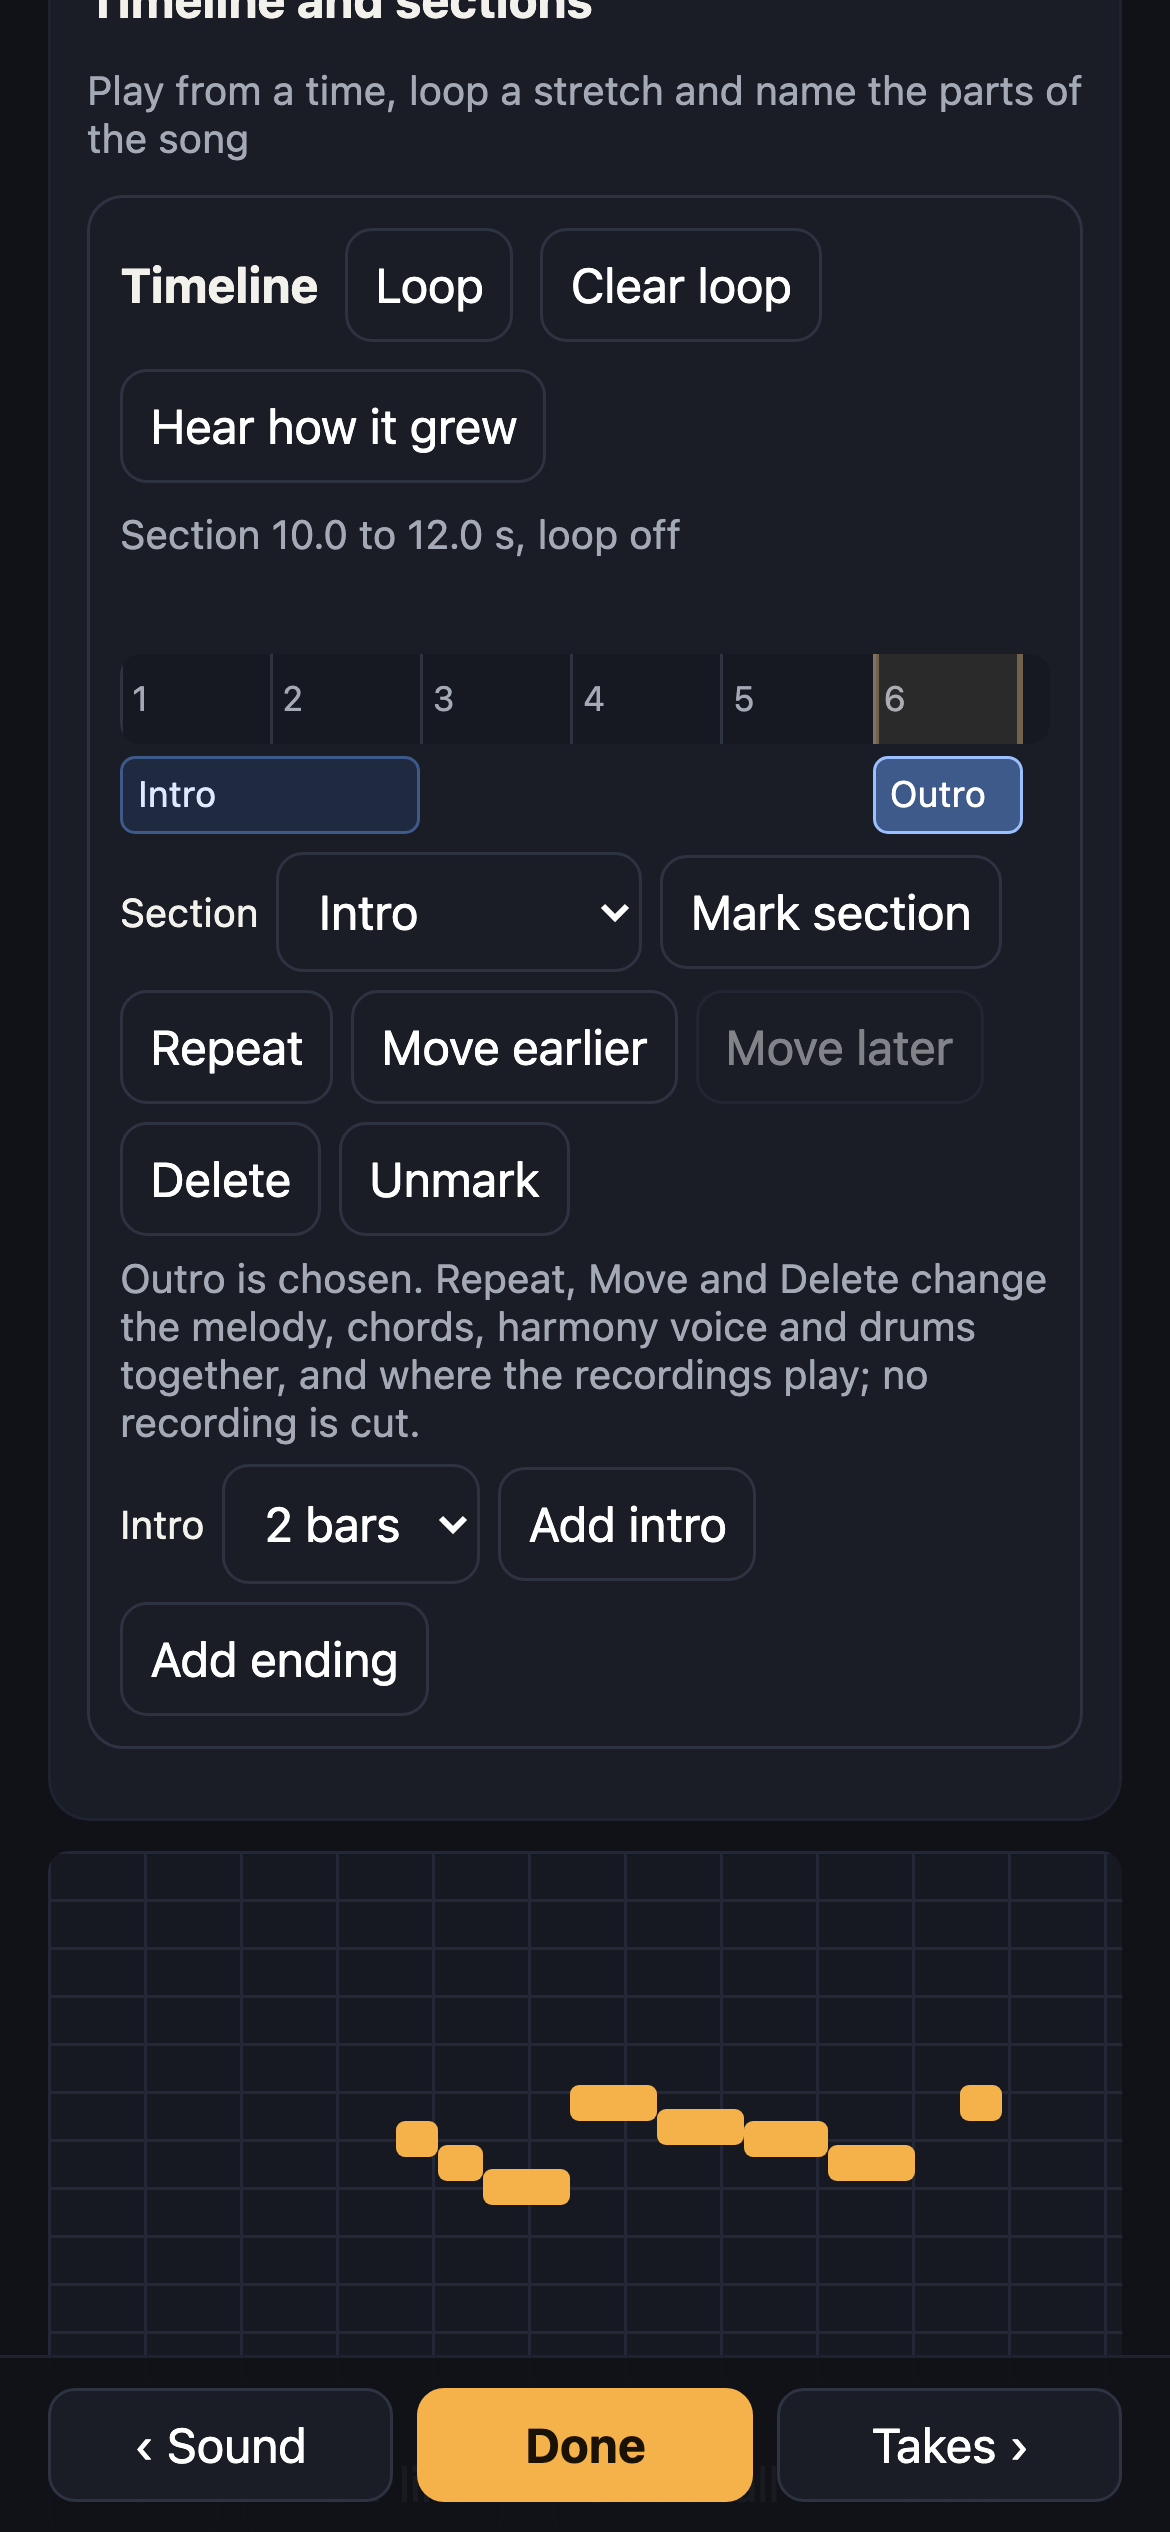 Timeline and sections
Play from a time, loop a stretch and name the parts of
the song
Timeline Loop Clear loop
Hear how it grew
Section 10.0 to 12.0 s, loop off
1 2 3 4 5 6
Intro Outro
Section Intro Mark section
Repeat Move earlier Move later
Delete Unmark
Outro is chosen. Repeat, Move and Delete change
the melody, chords, harmony voice and drums
together, and where the recordings play; no
recording is cut.
Intro 2 bars Add intro
Add ending
‹ Sound Done Takes ›